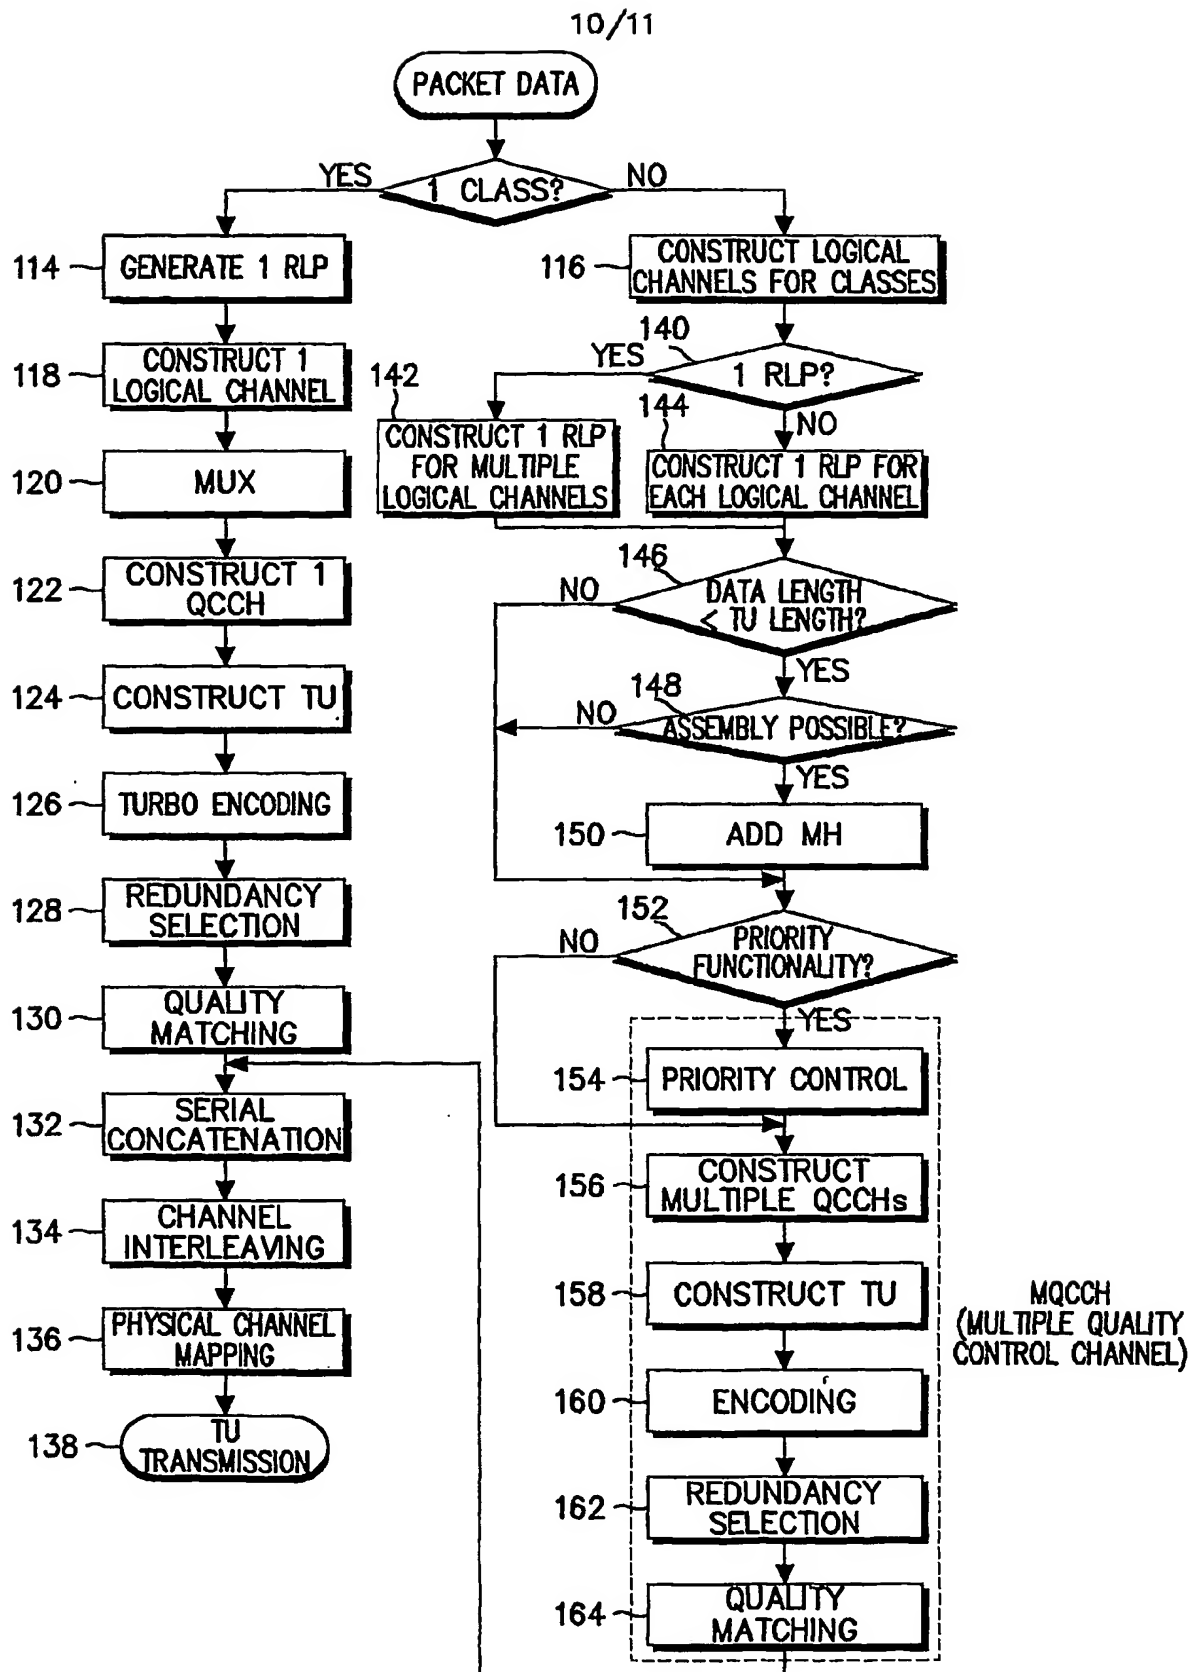 10/11
PACKET DATA
1 CLASS?
YES
NO
114
GENERATE 1 RLP
118
CONSTRUCT 1
LOGICAL CHANNEL
120
MUX
122
CONSTRUCT 1
QCCH
124
CONSTRUCT TU
126
TURBO ENCODING
128
REDUNDANCY
SELECTION
130
QUALITY
MATCHING
132
SERIAL
CONCATENATION
134
CHANNEL
INTERLEAVING
136
PHYSICAL CHANNEL
MAPPING
138
TU
TRANSMISSION
116
CONSTRUCT LOGICAL
CHANNELS FOR CLASSES
140
1 RLP?
YES
NO
142
CONSTRUCT 1 RLP
FOR MULTIPLE
LOGICAL CHANNELS
144
CONSTRUCT 1 RLP FOR
EACH LOGICAL CHANNEL
146
DATA LENGTH
< TU LENGTH?
NO
YES
148
ASSEMBLY POSSIBLE?
NO
YES
150
ADD MH
152
PRIORITY
FUNCTIONALITY?
NO
YES
154
PRIORITY CONTROL
156
CONSTRUCT
MULTIPLE QCCHs
158
CONSTRUCT TU
160
ENCODING
162
REDUNDANCY
SELECTION
164
QUALITY
MATCHING
MQCCH
(MULTIPLE QUALITY
CONTROL CHANNEL)